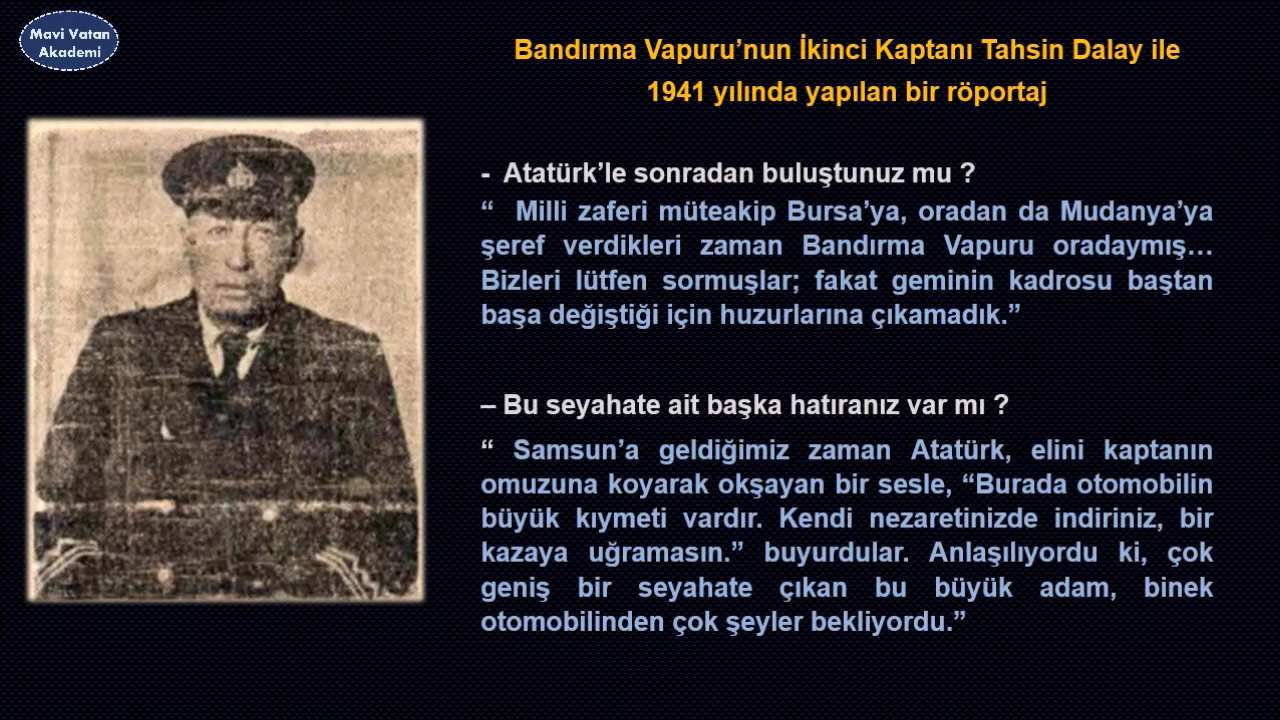 Mavi Vatan
Akademi
Bandırma Vapuru’nun İkinci Kaptanı Tahsin Dalay ile
1941 yılında yapılan bir röportaj
- Atatürk’le sonradan buluştunuz mu ?
“ Milli zaferi müteakip Bursa’ya, oradan da Mudanya’ya
şeref verdikleri zaman Bandırma Vapuru oradaymış…
Bizleri lütfen sormuşlar; fakat geminin kadrosu baştan
başa değiştiği için huzurlarına çıkamadık.”
– Bu seyahate ait başka hatıranız var mı ?
“ Samsun’a geldiğimiz zaman Atatürk, elini kaptanın
omuzuna koyarak okşayan bir sesle, “Burada otomobilin
büyük kıymeti vardır. Kendi nezaretinizde indiriniz, bir
kazaya uğramasın.” buyurdular. Anlaşılıyordu ki, çok
geniş bir seyahate çıkan bu büyük adam, binek
otomobilinden çok şeyler bekliyordu.”